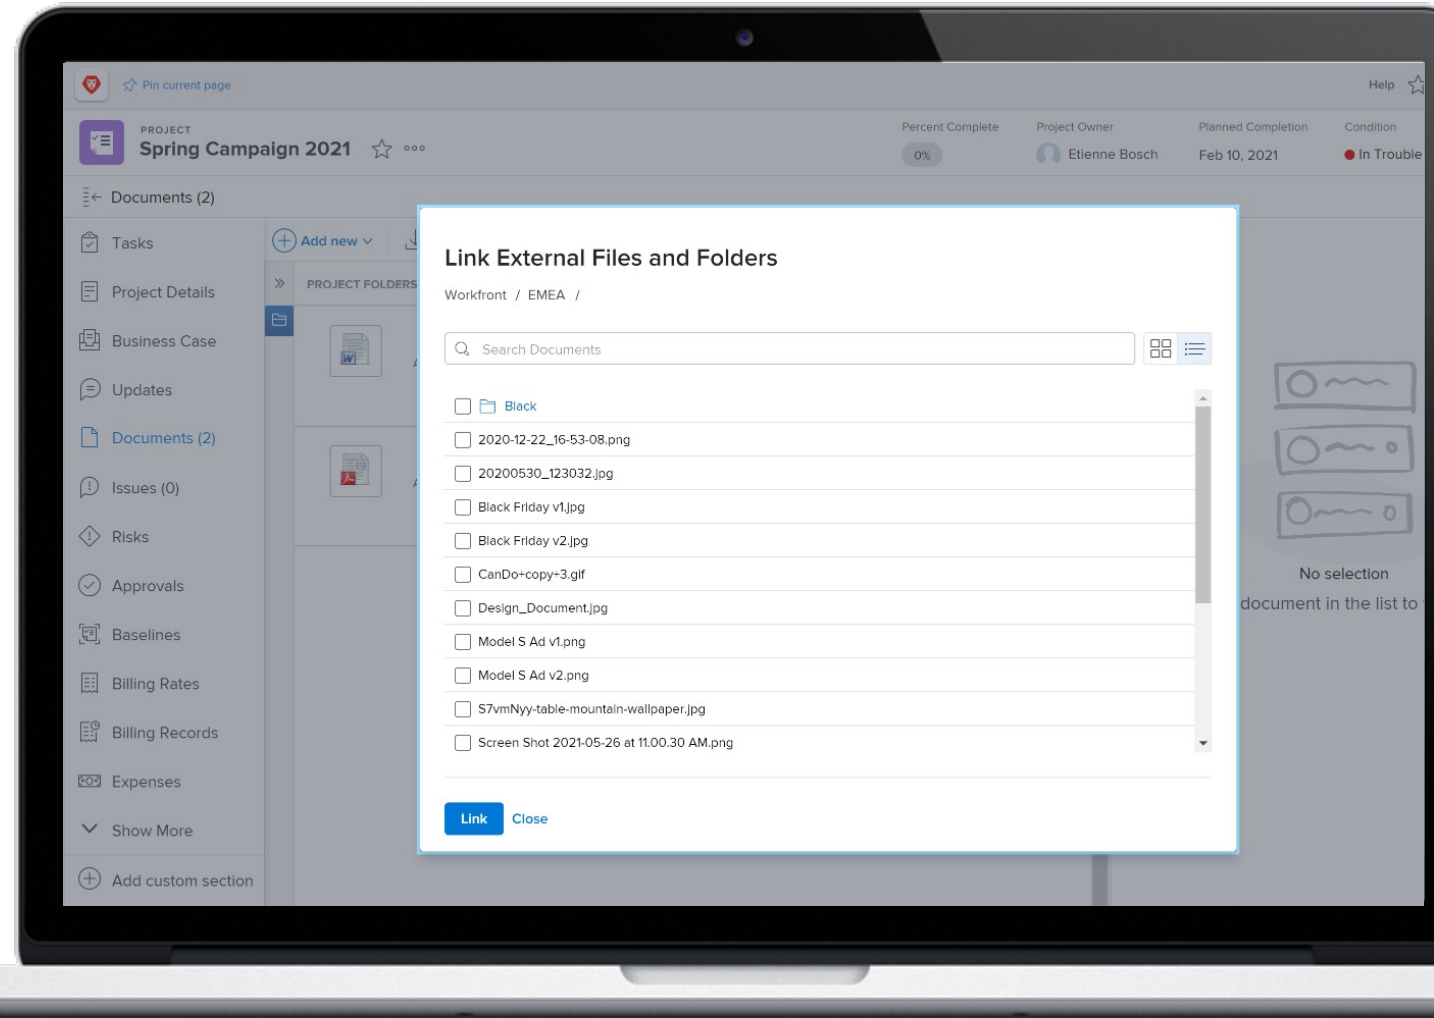 Pin current page
Help
PROJECT
Spring Campaign 2021
Percent Complete
0%
Project Owner
Etienne Bosch
Planned Completion
Feb 10, 2021
Condition
In Trouble
Documents (2)
Tasks
Project Details
Business Case
Updates
Documents (2)
Issues (0)
Risks
Approvals
Baselines
Billing Rates
Billing Records
Expenses
Show More
Add custom section
Add new
PROJECT FOLDERS
Link External Files and Folders
Workfront / EMEA /
Search Documents
Black
2020-12-22_16-53-08.png
20200530_123032.jpg
Black Friday v1.jpg
Black Friday v2.jpg
CanDo+copy+3.gif
Design_Document.jpg
Model S Ad v1.png
Model S Ad v2.png
S7vmNyy-table-mountain-wallpaper.jpg
Screen Shot 2021-05-26 at 11.00.30 AM.png
Link Close
No selection
document in the list to